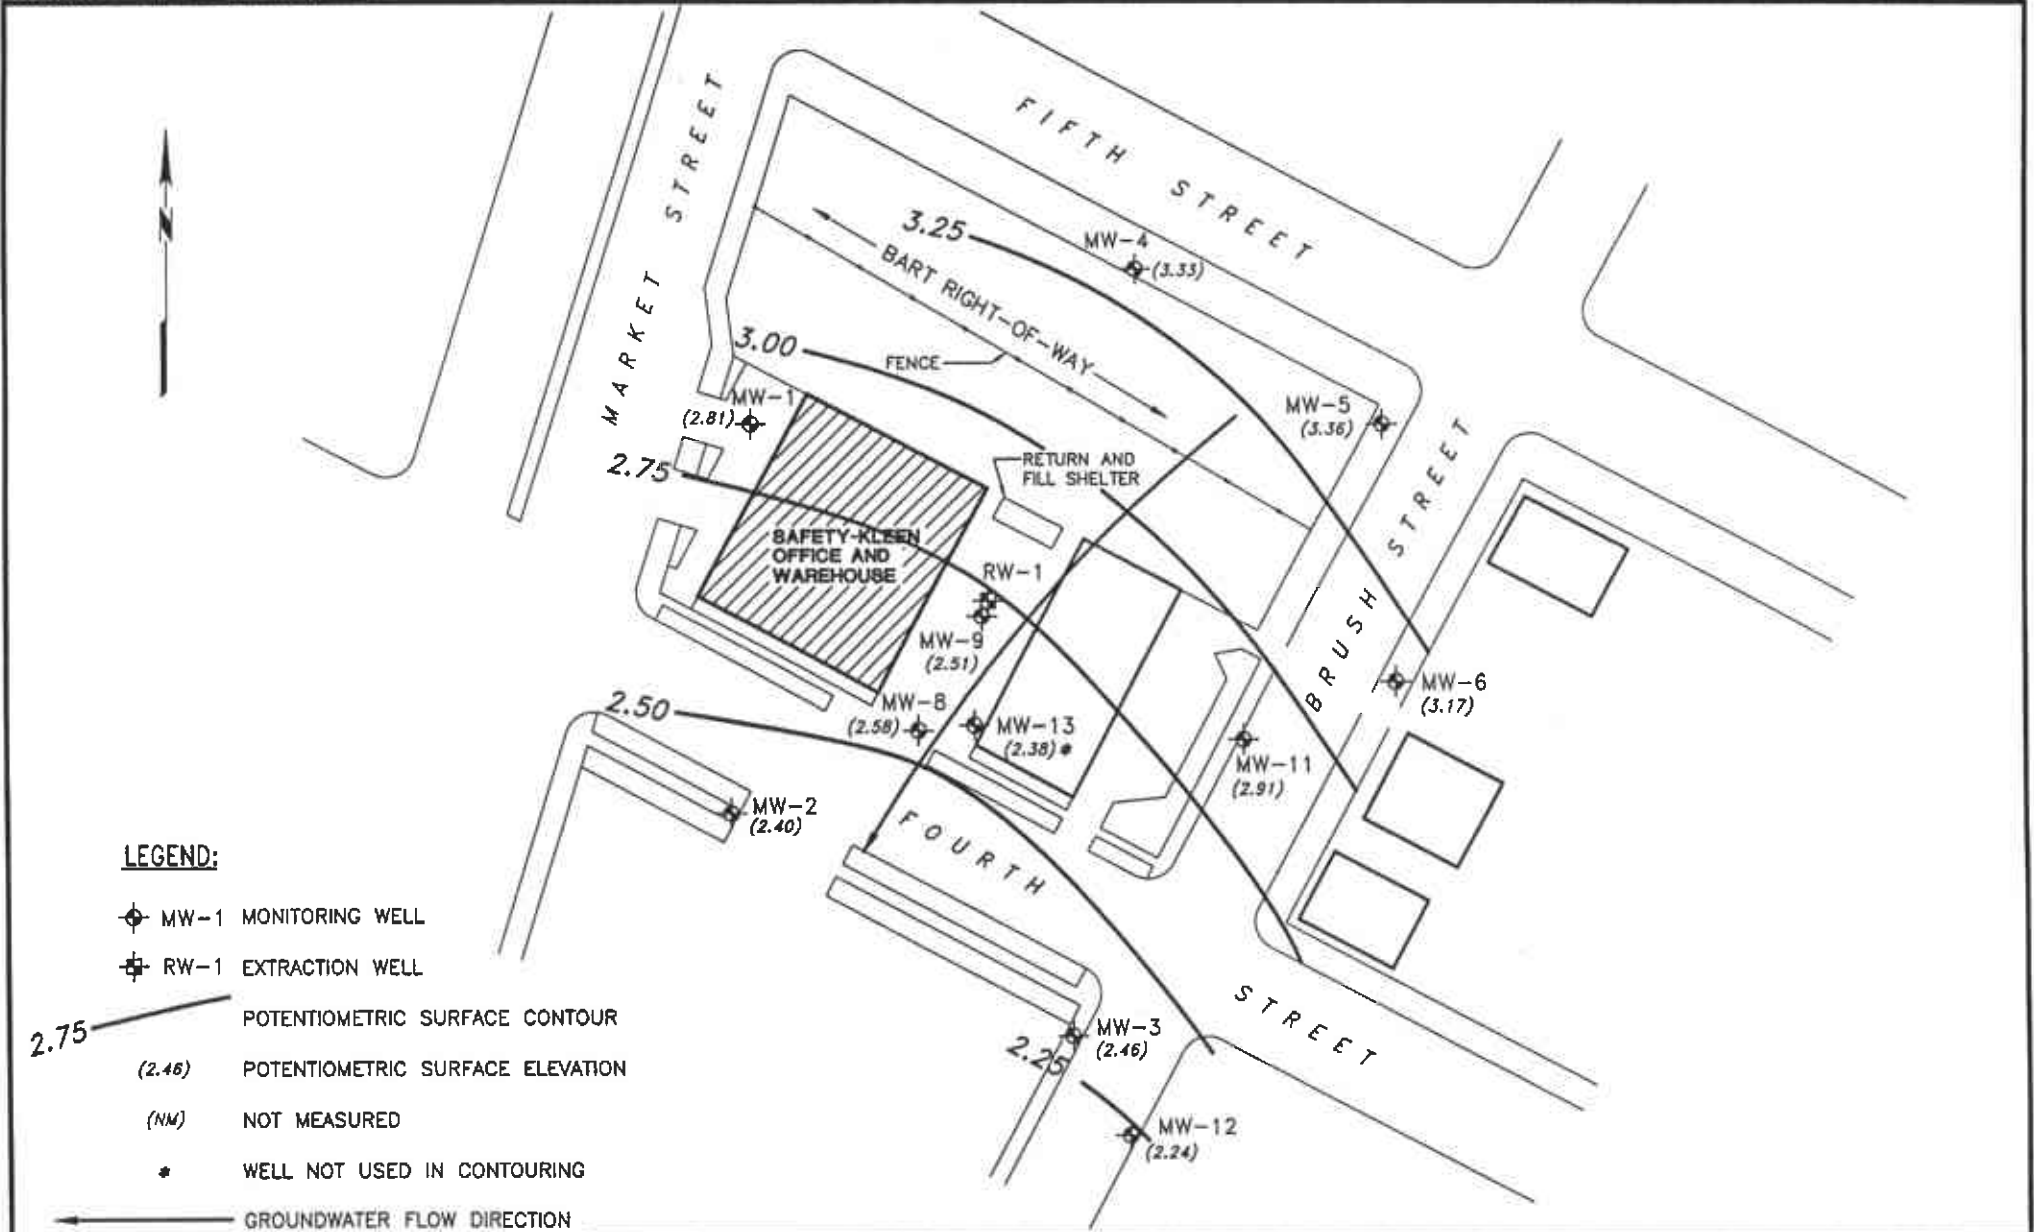 FIFTH STREET
MARKET STREET
N
3.25
MW-4
(3.33)
BART RIGHT-OF-WAY
3.00
FENCE
MW-1
(2.81)
MW-5
(3.36)
2.75
RETURN AND
FILL SHELTER
SAFETY-KLEEN
OFFICE AND
WAREHOUSE
RW-1
MW-9
(2.51)
BRUSH STREET
MW-6
(3.17)
2.50
MW-8
(2.58)
MW-13
(2.38)*
MW-11
(2.91)
MW-2
(2.40)
FOURTH STREET
MW-3
(2.46)
2.25
MW-12
(2.24)
LEGEND:
MW-1 MONITORING WELL
RW-1 EXTRACTION WELL
2.75 POTENTIOMETRIC SURFACE CONTOUR
(2.46) POTENTIOMETRIC SURFACE ELEVATION
(NM) NOT MEASURED
* WELL NOT USED IN CONTOURING
GROUNDWATER FLOW DIRECTION